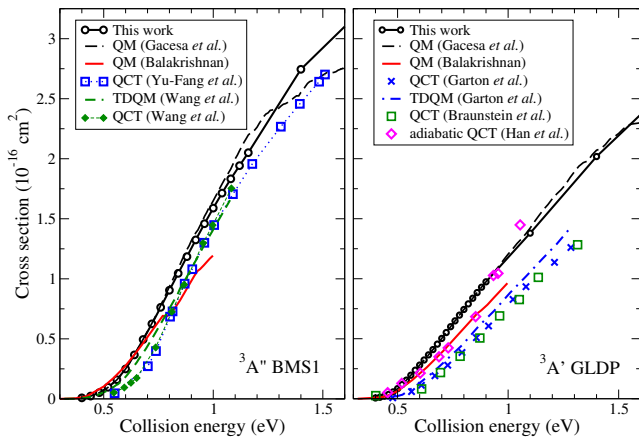 This work
QM (Gacesa et al.)
QM (Balakrishnan)
QCT (Yu-Fang et al.)
TDQM (Wang et al.)
QCT (Wang et al.)
This work
QM (Gacesa et al.)
QM (Balakrishnan)
QCT (Garton et al.)
TDQM (Garton et al.)
QCT (Braunstein et al.)
adiabatic QCT (Han et al.)
3
2.5
2
1.5
1
0.5
0
Cross section (10⁻¹⁶ cm²)
³A" BMS1
³A' GLDP
0.5 1 1.5
0.5 1 1.5
Collision energy (eV)
Collision energy (eV)